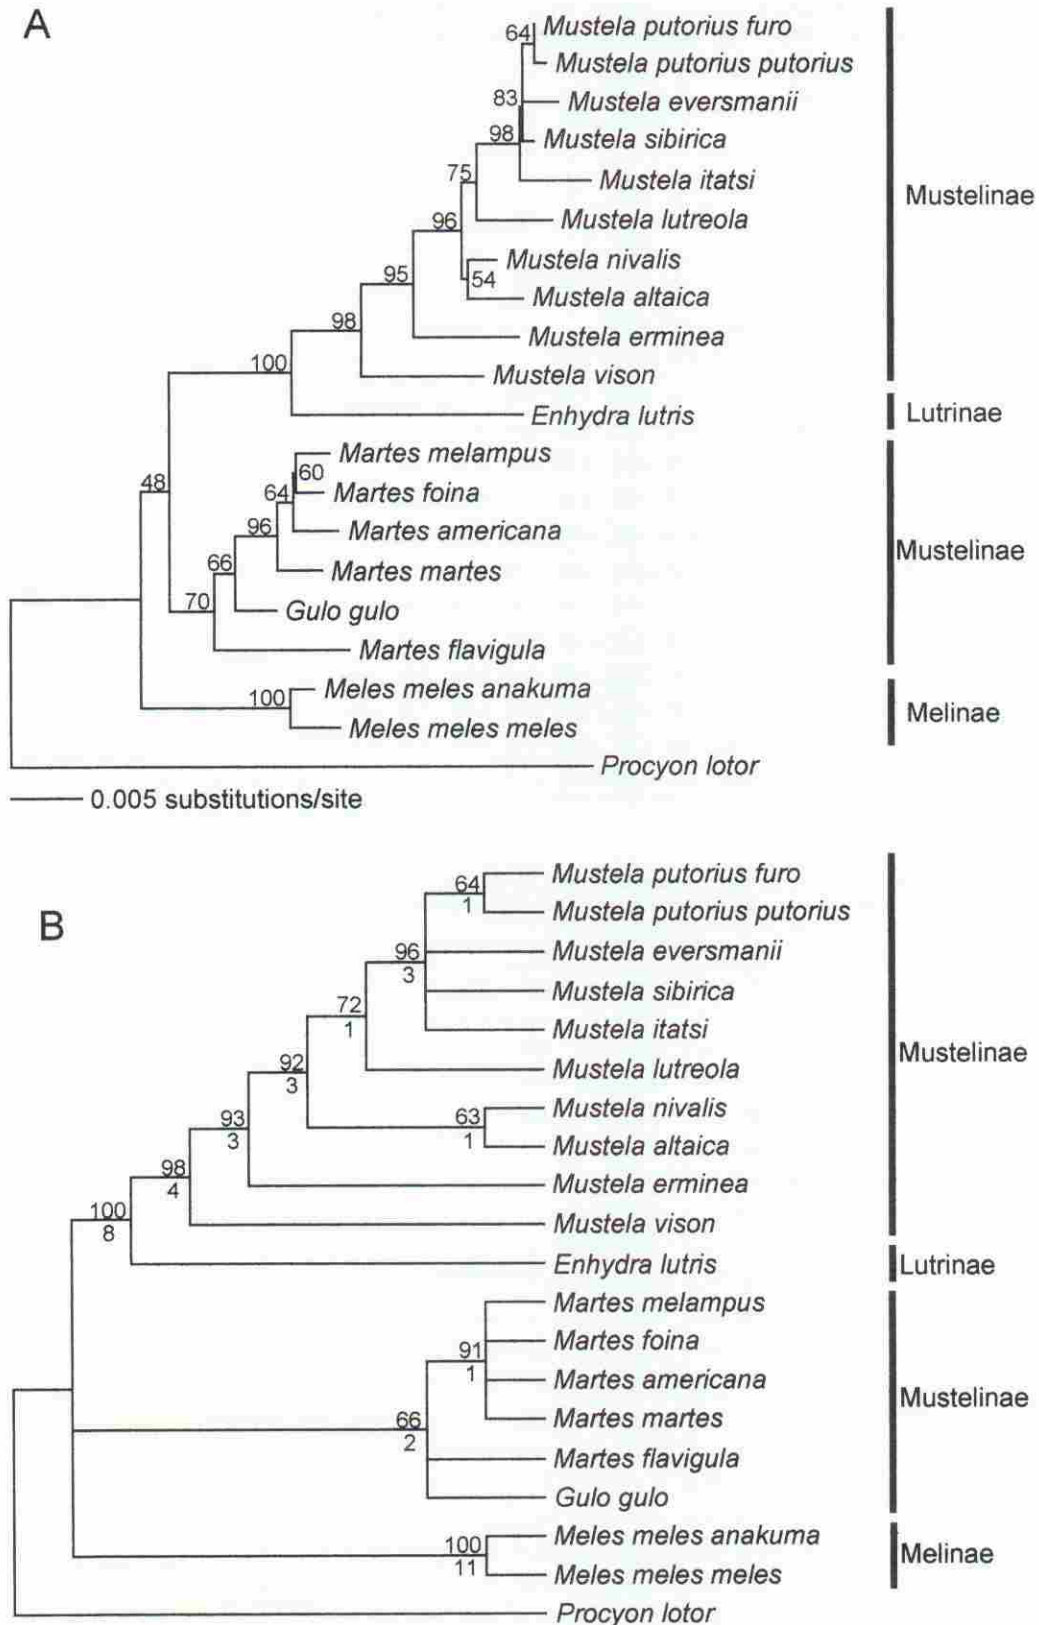 A
64
Mustela putorius furo
Mustela putorius putorius
83
Mustela eversmanii
98
Mustela sibirica
75
Mustela itatsi
Mustelinae
96
Mustela lutreola
Mustela nivalis
95
54
Mustela altaica
98
Mustela erminea
100
Mustela vison
Enhydra lutris
Lutrinae
Martes melampus
48
60
64
Martes foina
96
Martes americana
Mustelinae
66
Martes martes
70
Gulo gulo
Martes flavigula
100
Meles meles anakuma
Melinae
Meles meles meles
Procyon lotor
0.005 substitutions/site
B
Mustela putorius furo
64
1
Mustela putorius putorius
96
3
Mustela eversmanii
Mustela sibirica
72
1
Mustela itatsi
Mustelinae
92
3
Mustela lutreola
93
3
63
1
Mustela nivalis
Mustela altaica
98
4
Mustela erminea
100
8
Mustela vison
Enhydra lutris
Lutrinae
Martes melampus
91
1
Martes foina
Martes americana
Mustelinae
66
2
Martes martes
Martes flavigula
Gulo gulo
100
11
Meles meles anakuma
Melinae
Meles meles meles
Procyon lotor